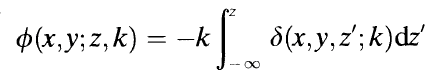 ϕ(x,y;z,k) = −k ∫_{−∞}^{z} δ(x,y,z′;k)dz′